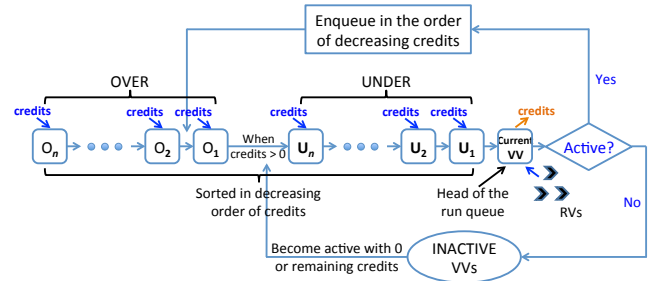 Enqueue in the order
of decreasing credits
Yes
OVER
UNDER
credits
credits
credits
credits
credits
credits
credits
On
O2
O1
When
credits > 0
Un
U2
U1
Current
VV
Active?
Sorted in decreasing
order of credits
Head of the
run queue
RVs
No
Become active with 0
or remaining credits
INACTIVE
VVs